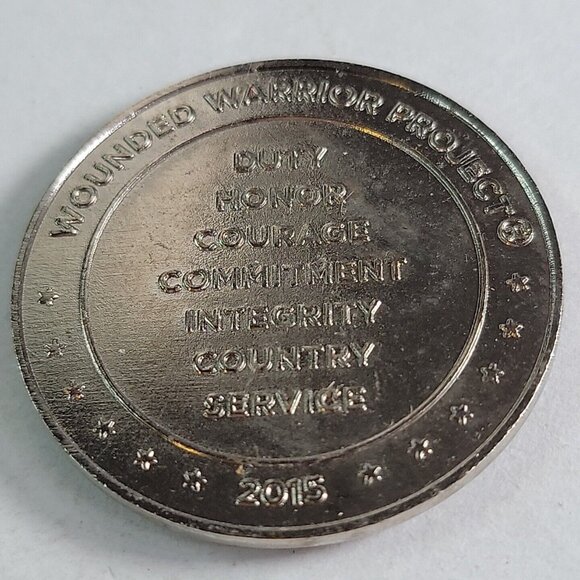 WOUNDED WARRIOR PROJECT®
DUTY
HONOR
COURAGE
COMMITMENT
INTEGRITY
COUNTRY
SERVICE
2015